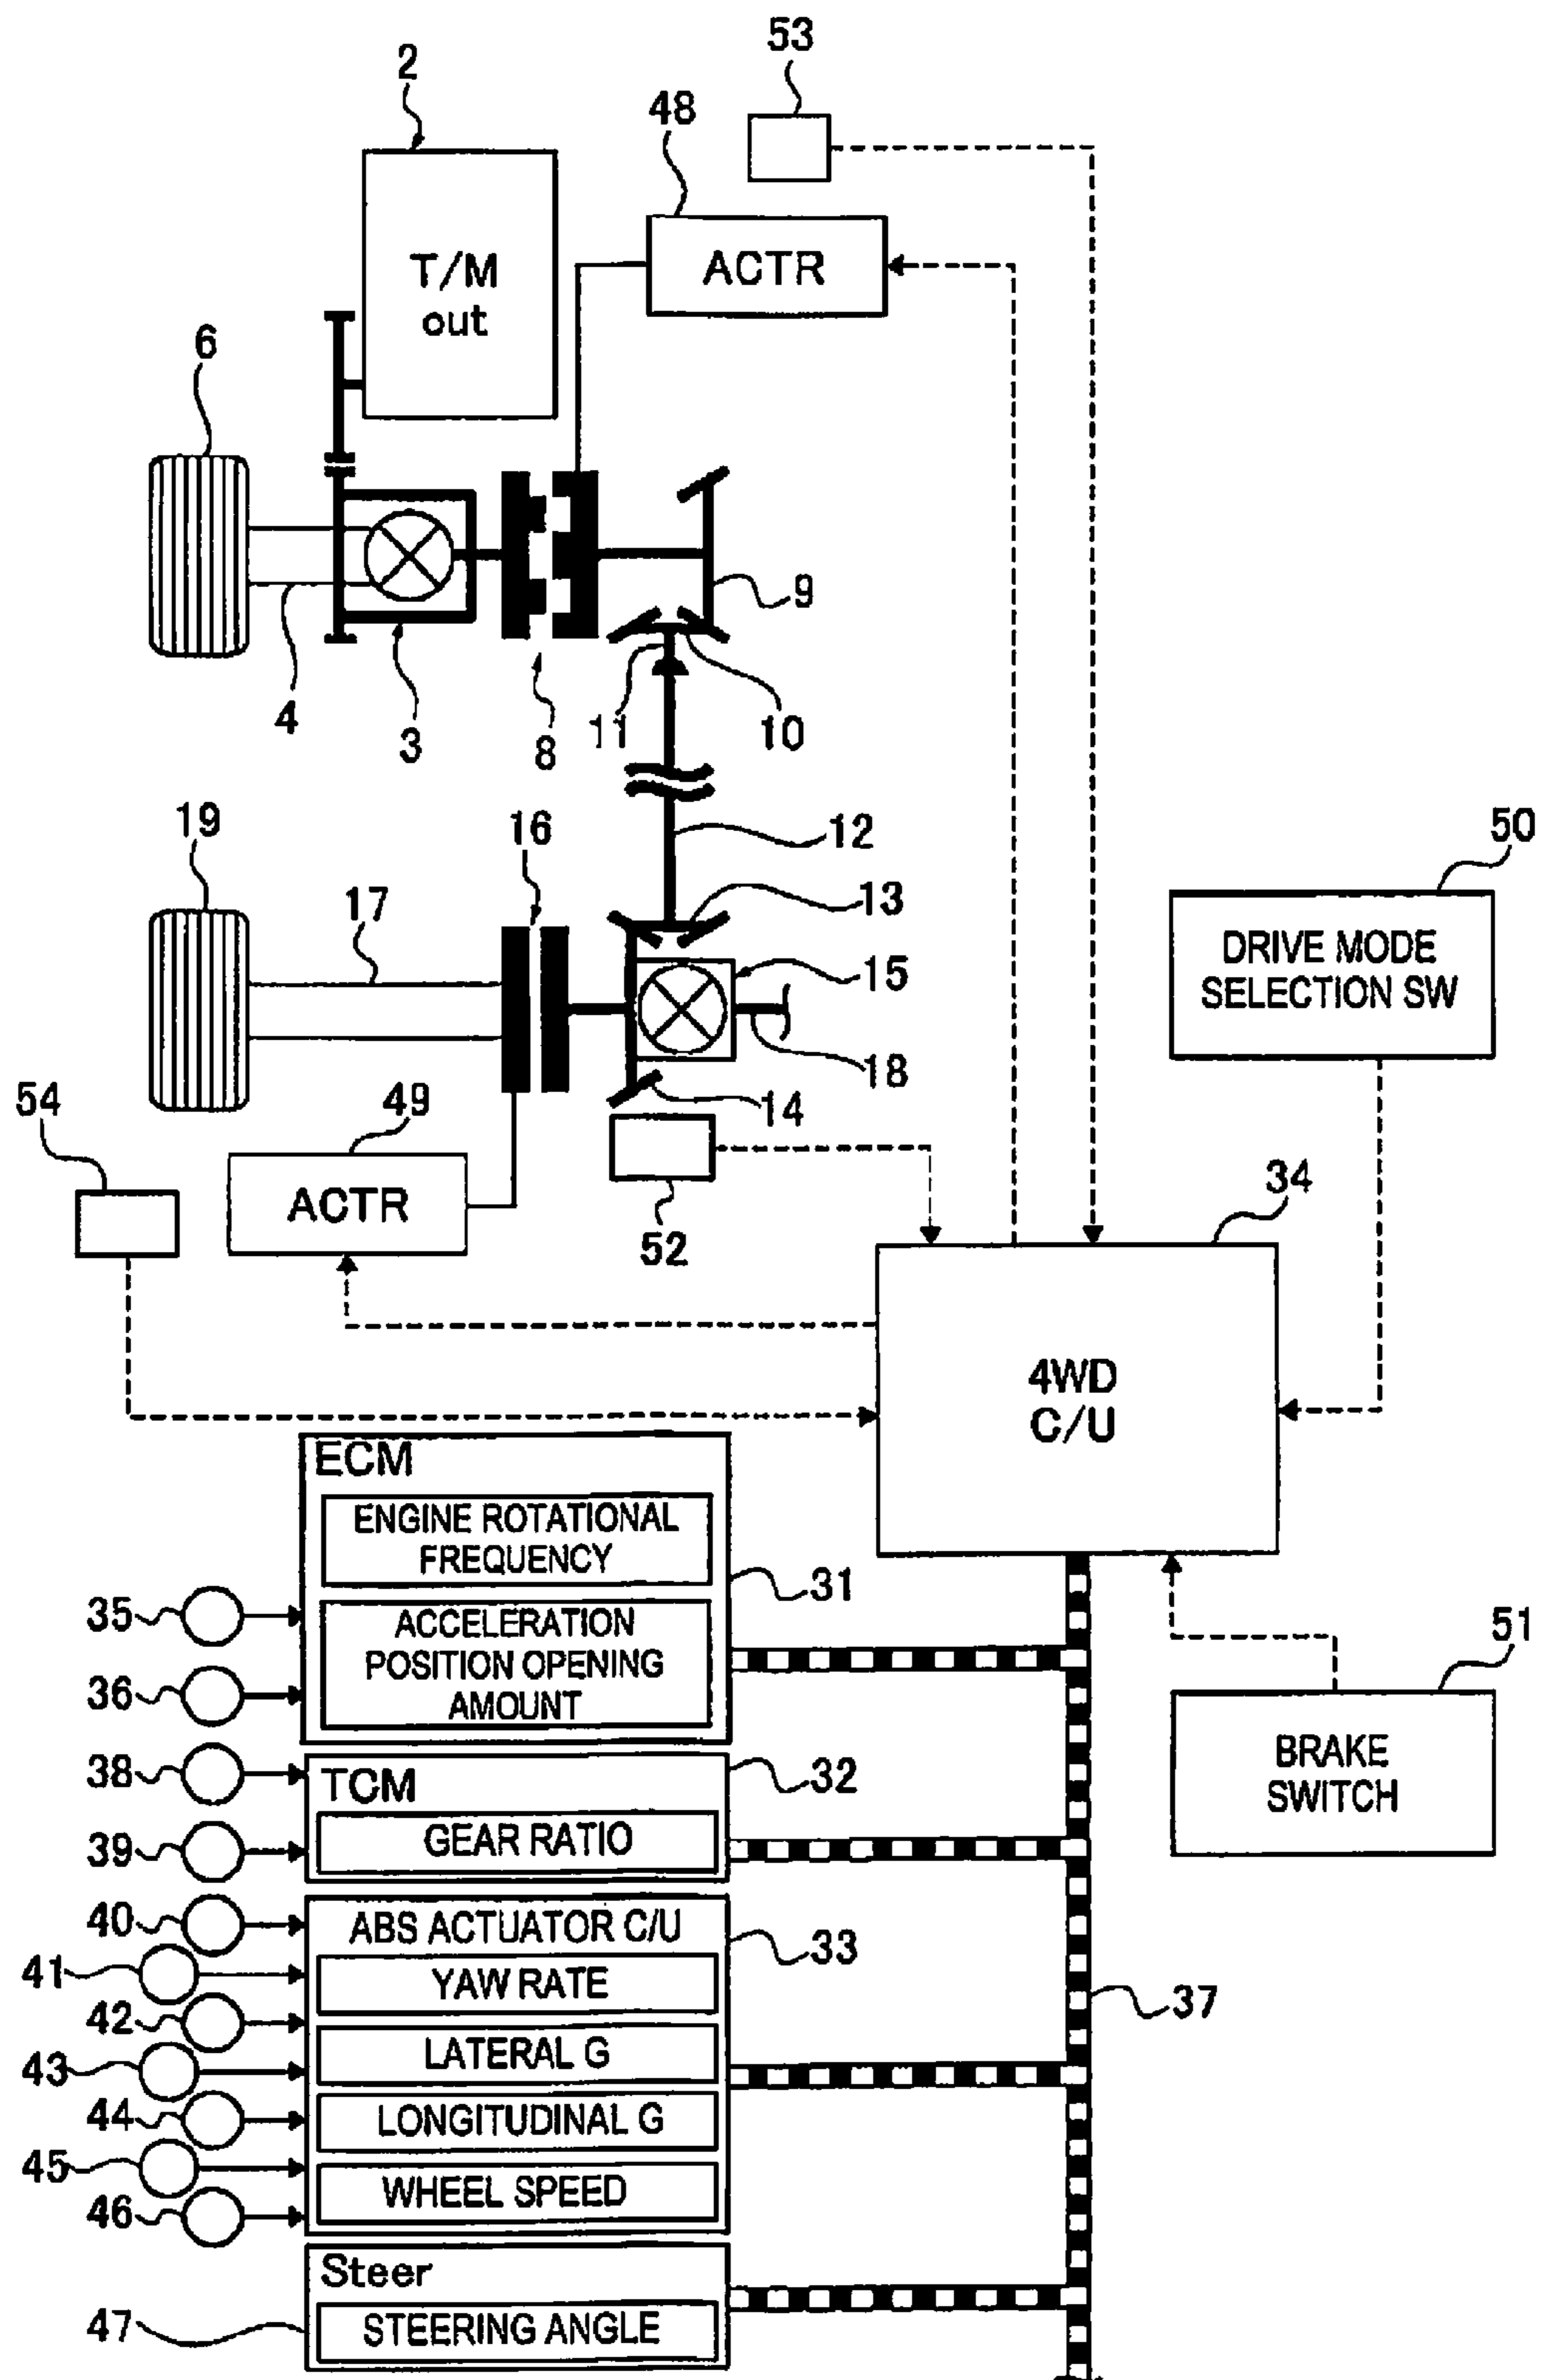 53
2
48
T/M
out
ACTR
6
9
4
3
8
11
10
19
16
12
50
17
13
DRIVE MODE
SELECTION SW
15
18
54
49
14
ACTR
52
34
4WD
C/U
ECM
ENGINE ROTATIONAL
FREQUENCY
31
35
ACCELERATION
POSITION OPENING
AMOUNT
36
51
BRAKE
SWITCH
38
TCM
32
39
GEAR RATIO
40
ABS ACTUATOR C/U
33
41
YAW RATE
42
37
LATERAL G
43
44
LONGITUDINAL G
45
WHEEL SPEED
46
Steer
47
STEERING ANGLE